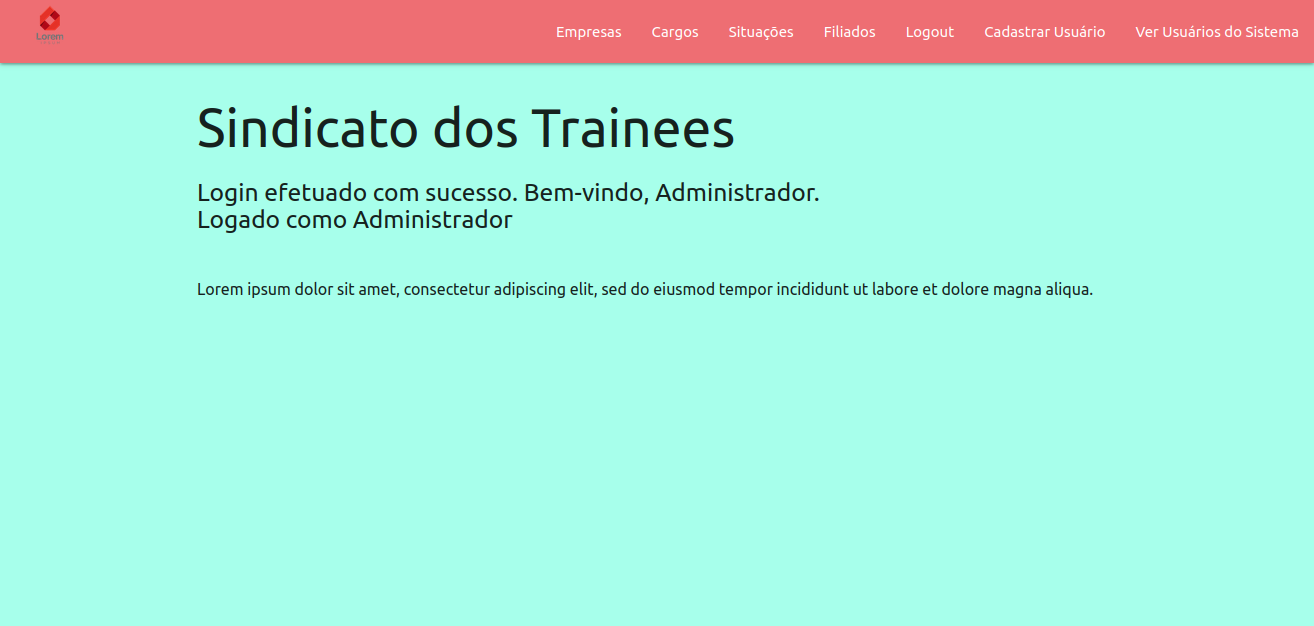 Lorem
Empresas Cargos Situações Filiados Logout Cadastrar Usuário Ver Usuários do Sistema
Sindicato dos Trainees
Login efetuado com sucesso. Bem-vindo, Administrador.
Logado como Administrador
Lorem ipsum dolor sit amet, consectetur adipiscing elit, sed do eiusmod tempor incididunt ut labore et dolore magna aliqua.